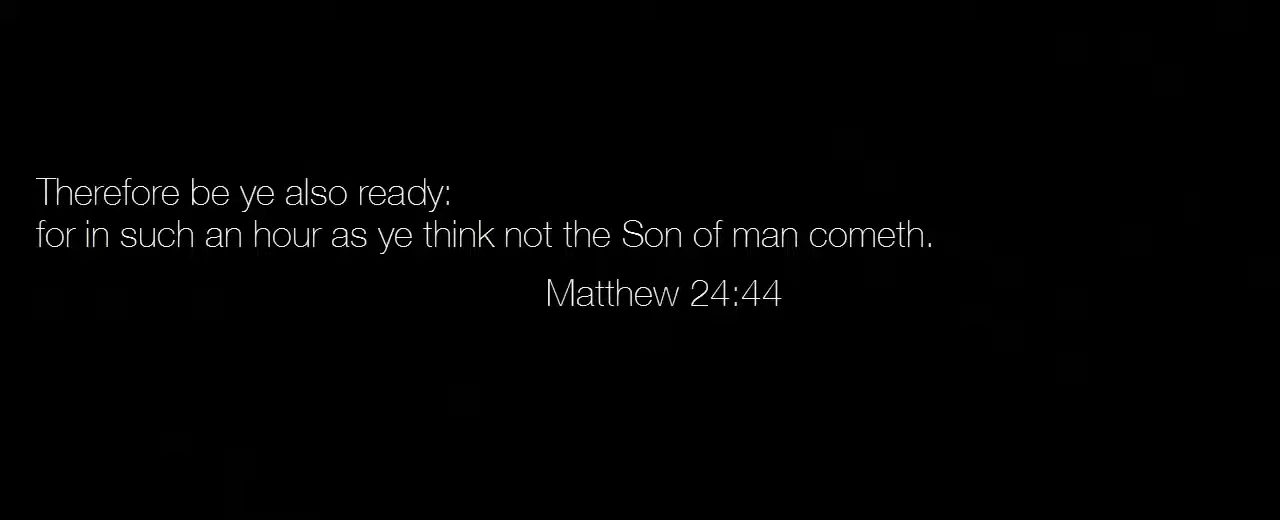 Therefore be ye also ready:
for in such an hour as ye think not the Son of man cometh.
Matthew 24:44